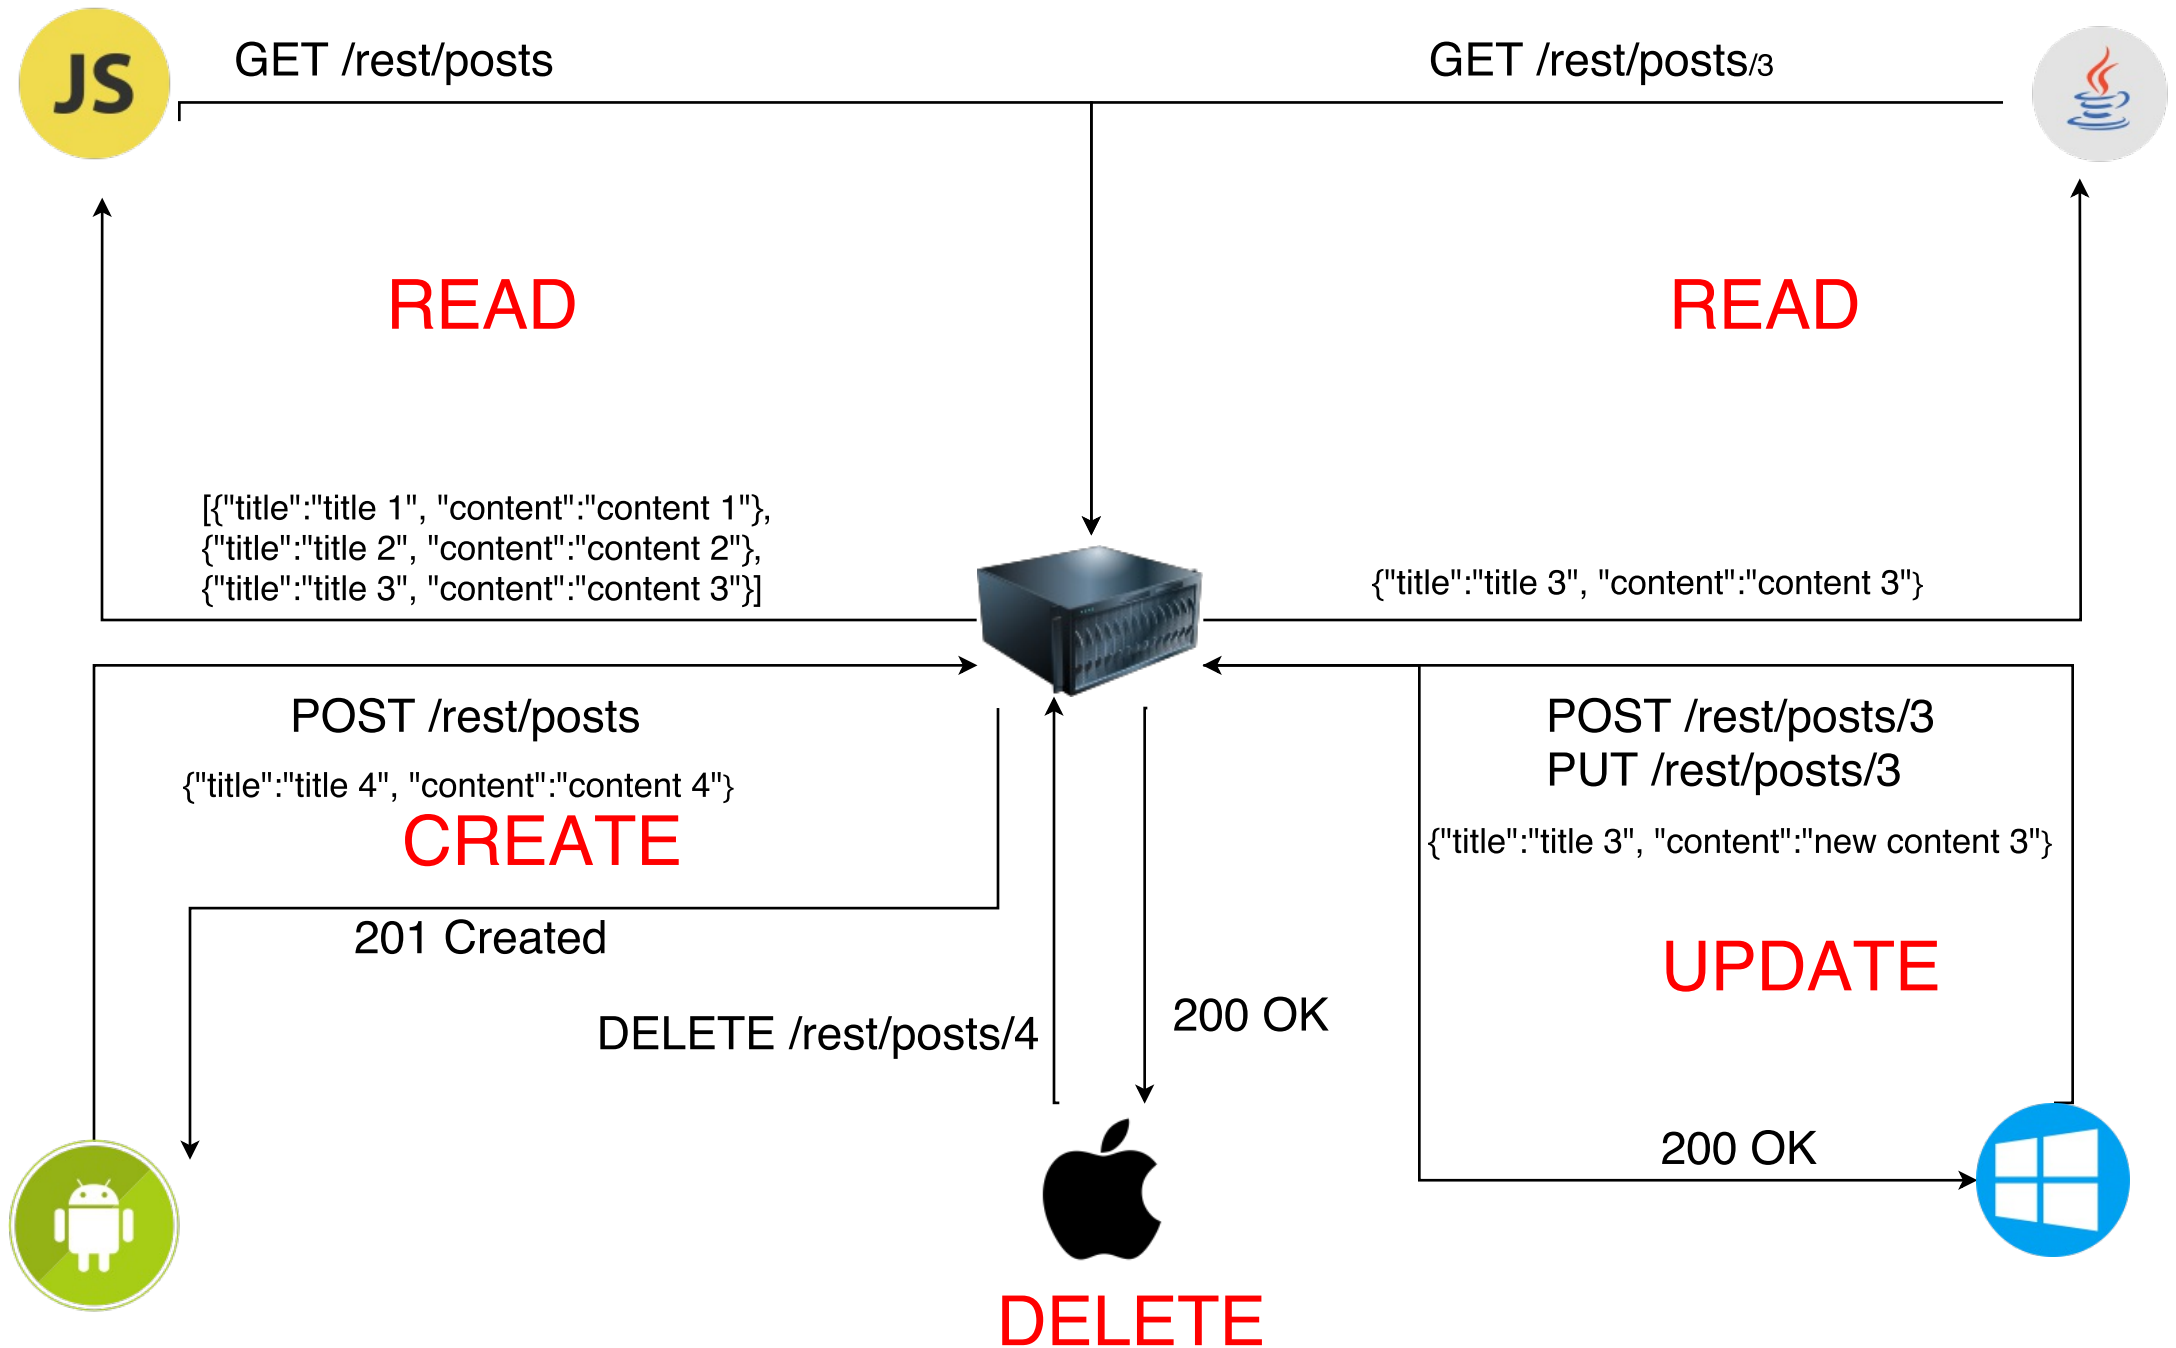 JS
GET /rest/posts
GET /rest/posts/3
READ
READ
[{"title":"title 1", "content":"content 1"},
{"title":"title 2", "content":"content 2"},
{"title":"title 3", "content":"content 3"}]
{"title":"title 3", "content":"content 3"}
POST /rest/posts
{"title":"title 4", "content":"content 4"}
CREATE
201 Created
POST /rest/posts/3
PUT /rest/posts/3
{"title":"title 3", "content":"new content 3"}
UPDATE
DELETE /rest/posts/4
200 OK
200 OK
DELETE